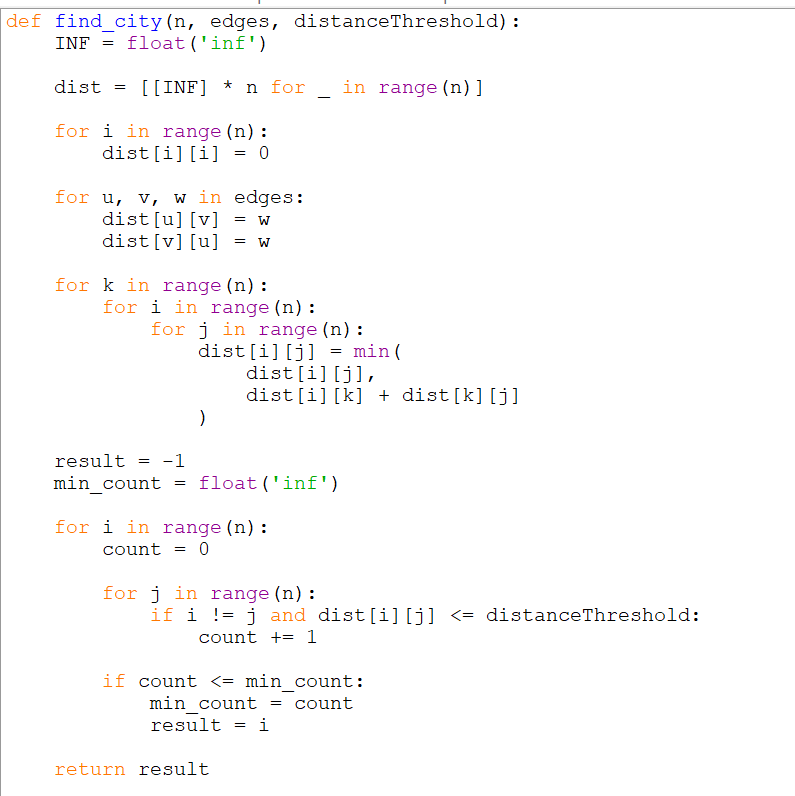 def find_city(n, edges, distanceThreshold):
    INF = float('inf')

    dist = [[INF] * n for _ in range(n)]

    for i in range(n):
        dist[i][i] = 0

    for u, v, w in edges:
        dist[u][v] = w
        dist[v][u] = w

    for k in range(n):
        for i in range(n):
            for j in range(n):
                dist[i][j] = min(
                    dist[i][j],
                    dist[i][k] + dist[k][j]
                )

    result = -1
    min_count = float('inf')

    for i in range(n):
        count = 0

        for j in range(n):
            if i != j and dist[i][j] <= distanceThreshold:
                count += 1

        if count <= min_count:
            min_count = count
            result = i

    return result